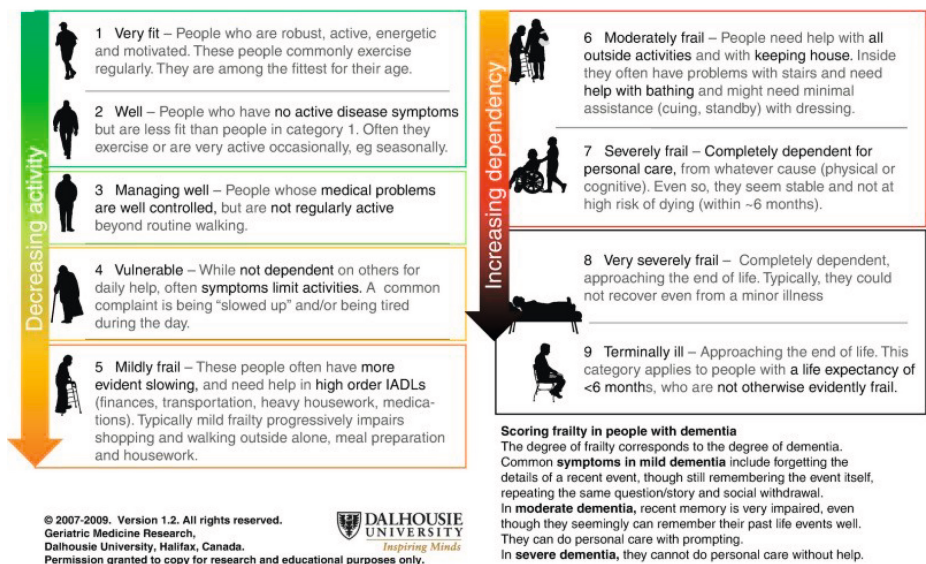 Decreasing activity
1 Very fit – People who are robust, active, energetic
and motivated. These people commonly exercise
regularly. They are among the fittest for their age.
2 Well – People who have no active disease symptoms
but are less fit than people in category 1. Often they
exercise or are very active occasionally, eg seasonally.
3 Managing well – People whose medical problems
are well controlled, but are not regularly active
beyond routine walking.
4 Vulnerable – While not dependent on others for
daily help, often symptoms limit activities. A common
complaint is being “slowed up” and/or being tired
during the day.
5 Mildly frail – These people often have more
evident slowing, and need help in high order IADLs
(finances, transportation, heavy housework, medica-
tions). Typically mild frailty progressively impairs
shopping and walking outside alone, meal preparation
and housework.
© 2007-2009. Version 1.2. All rights reserved.
Geriatric Medicine Research,
Dalhousie University, Halifax, Canada.
Permission granted to copy for research and educational purposes only.
DALHOUSIE
UNIVERSITY
Inspiring Minds
Increasing dependency
6 Moderately frail – People need help with all
outside activities and with keeping house. Inside
they often have problems with stairs and need
help with bathing and might need minimal
assistance (cuing, standby) with dressing.
7 Severely frail – Completely dependent for
personal care, from whatever cause (physical or
cognitive). Even so, they seem stable and not at
high risk of dying (within ~6 months).
8 Very severely frail – Completely dependent,
approaching the end of life. Typically, they could
not recover even from a minor illness
9 Terminally ill – Approaching the end of life. This
category applies to people with a life expectancy of
<6 months, who are not otherwise evidently frail.
Scoring frailty in people with dementia
The degree of frailty corresponds to the degree of dementia.
Common symptoms in mild dementia include forgetting the
details of a recent event, though still remembering the event itself,
repeating the same question/story and social withdrawal.
In moderate dementia, recent memory is very impaired, even
though they seemingly can remember their past life events well.
They can do personal care with prompting.
In severe dementia, they cannot do personal care without help.